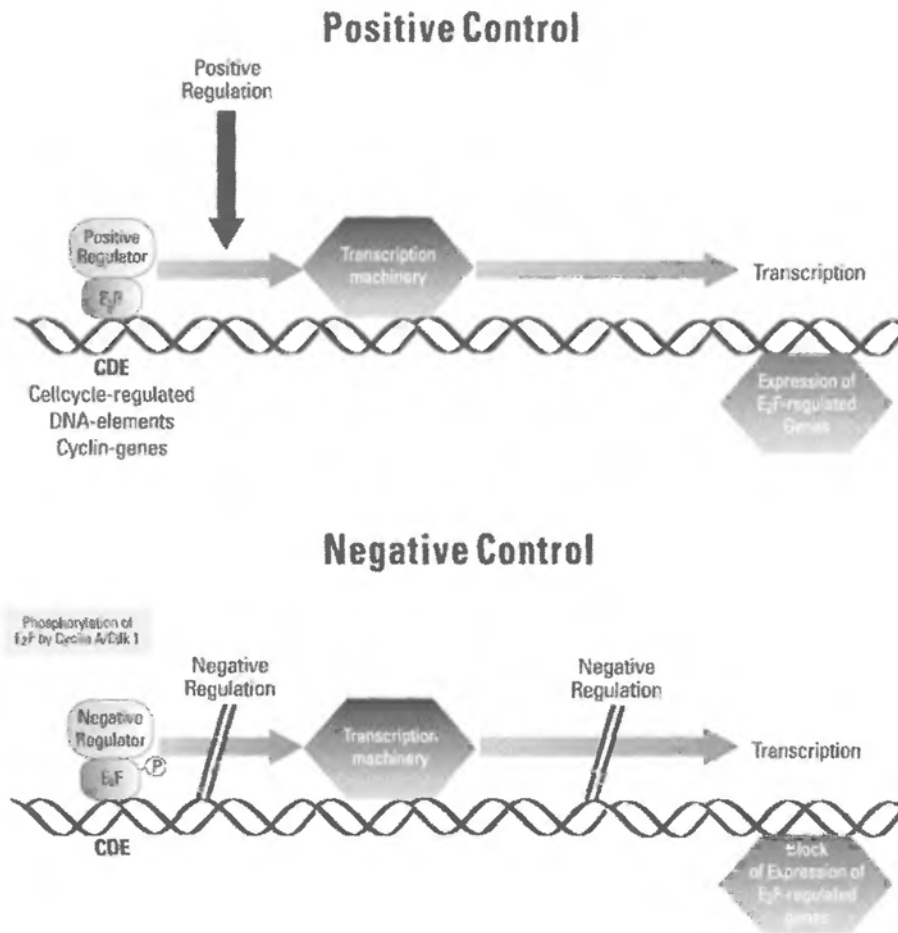 Positive Control
Positive
Regulation
Positive
Regulator
E₂F
Transcription
machinery
Transcription
CDE
Cellcycle-regulated
DNA-elements
Cyclin-genes
Expression of
E₂F-regulated
Genes
Negative Control
Phosphorylation of
E₂F by Cyclin A/Cdk 1
Negative
Regulation
Negative
Regulation
Negative
Regulator
E₂F
P
Transcription
machinery
Transcription
CDE
Block
of Expression of
E₂F-regulated
genes